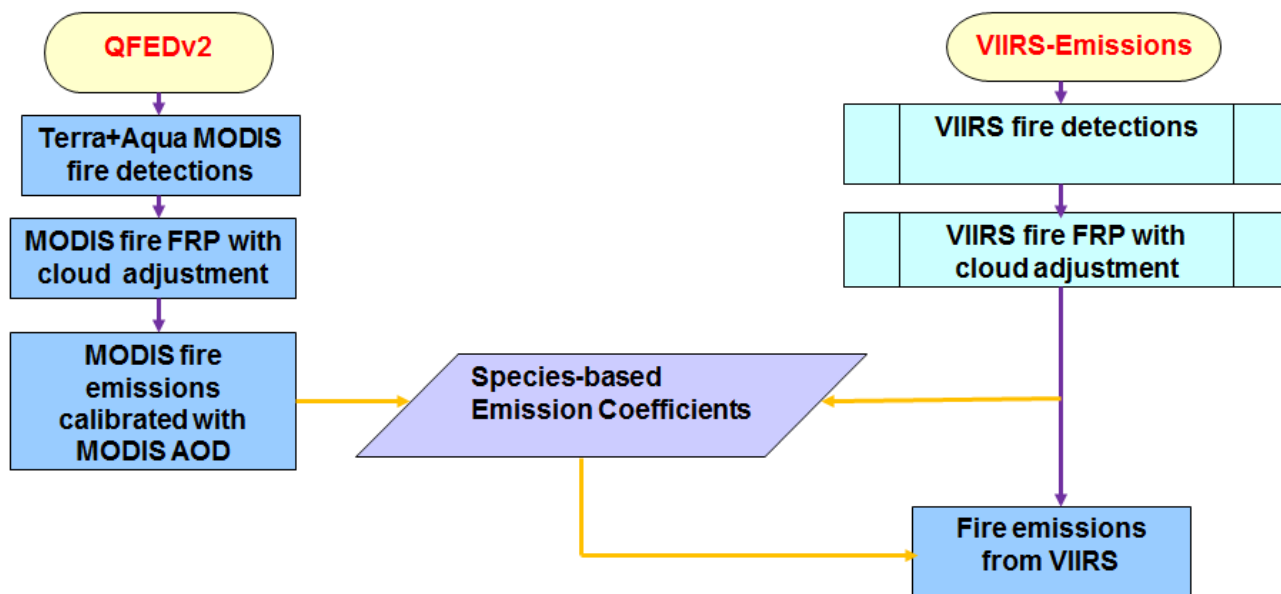 QFEDv2
Terra+Aqua MODIS
fire detections
MODIS fire FRP with
cloud adjustment
MODIS fire
emissions
calibrated with
MODIS AOD
Species-based
Emission Coefficients
VIIRS-Emissions
VIIRS fire detections
VIIRS fire FRP with
cloud adjustment
Fire emissions
from VIIRS